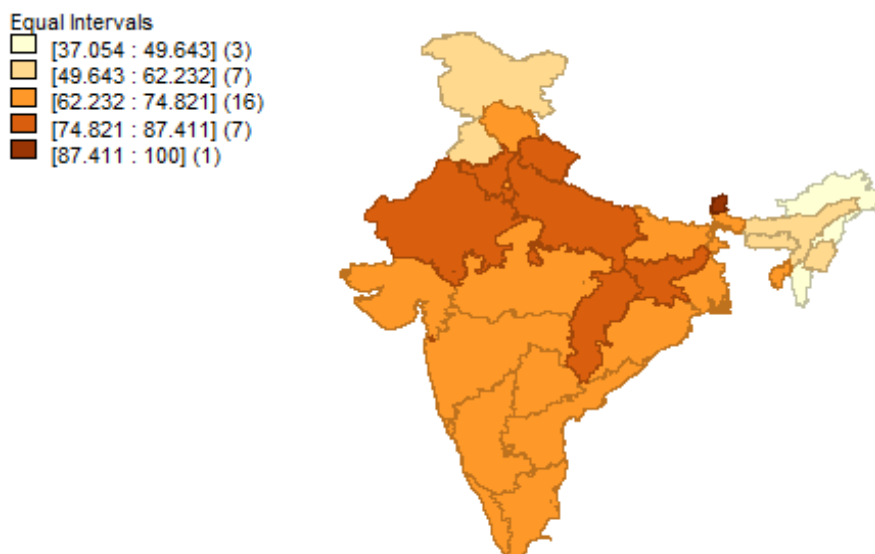 Equal Intervals
[37.054 : 49.643] (3)
[49.643 : 62.232] (7)
[62.232 : 74.821] (16)
[74.821 : 87.411] (7)
[87.411 : 100] (1)